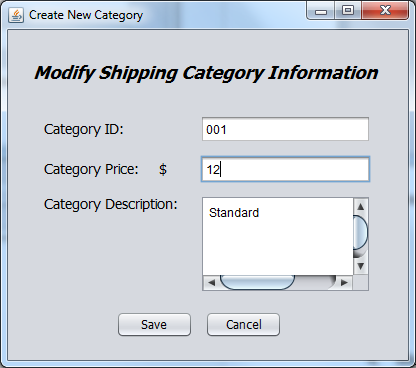 Create New Category
Modify Shipping Category Information
Category ID: 001
Category Price: $ 12
Category Description: Standard
Save Cancel